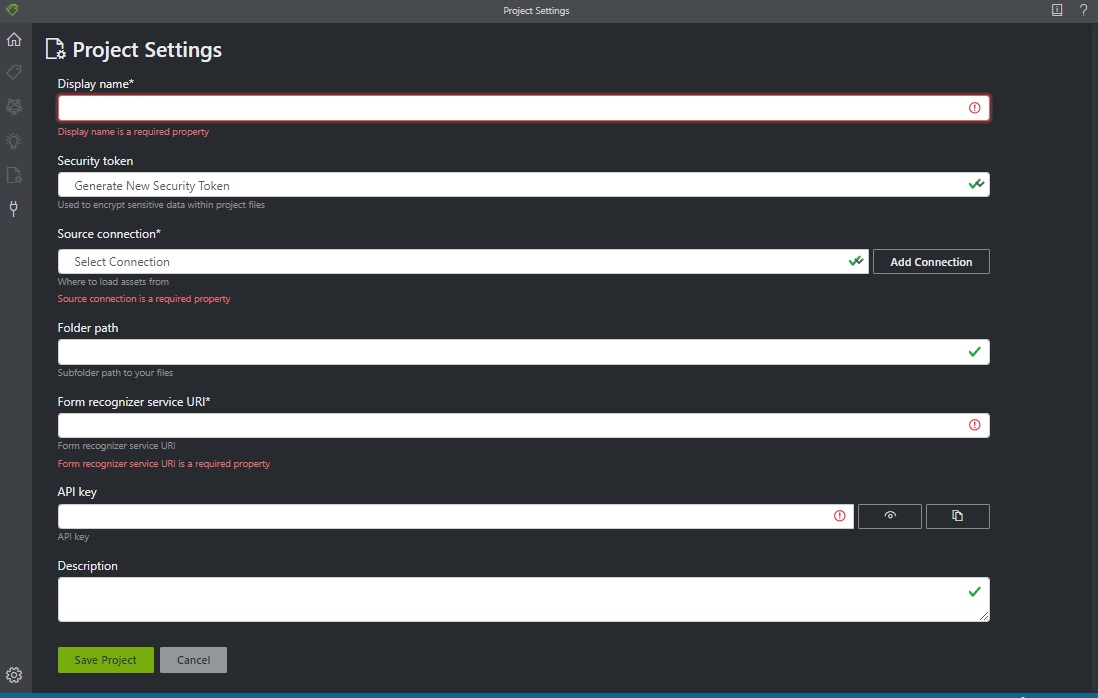 Project Settings
?
Project Settings
Display name*
Display name is a required property
Security token
Generate New Security Token
Used to encrypt sensitive data within project files
Source connection*
Select Connection
Add Connection
Where to load assets from
Source connection is a required property
Folder path
Subfolder path to your files
Form recognizer service URI*
Form recognizer service URI
Form recognizer service URI is a required property
API key
API key
Description
Save Project
Cancel